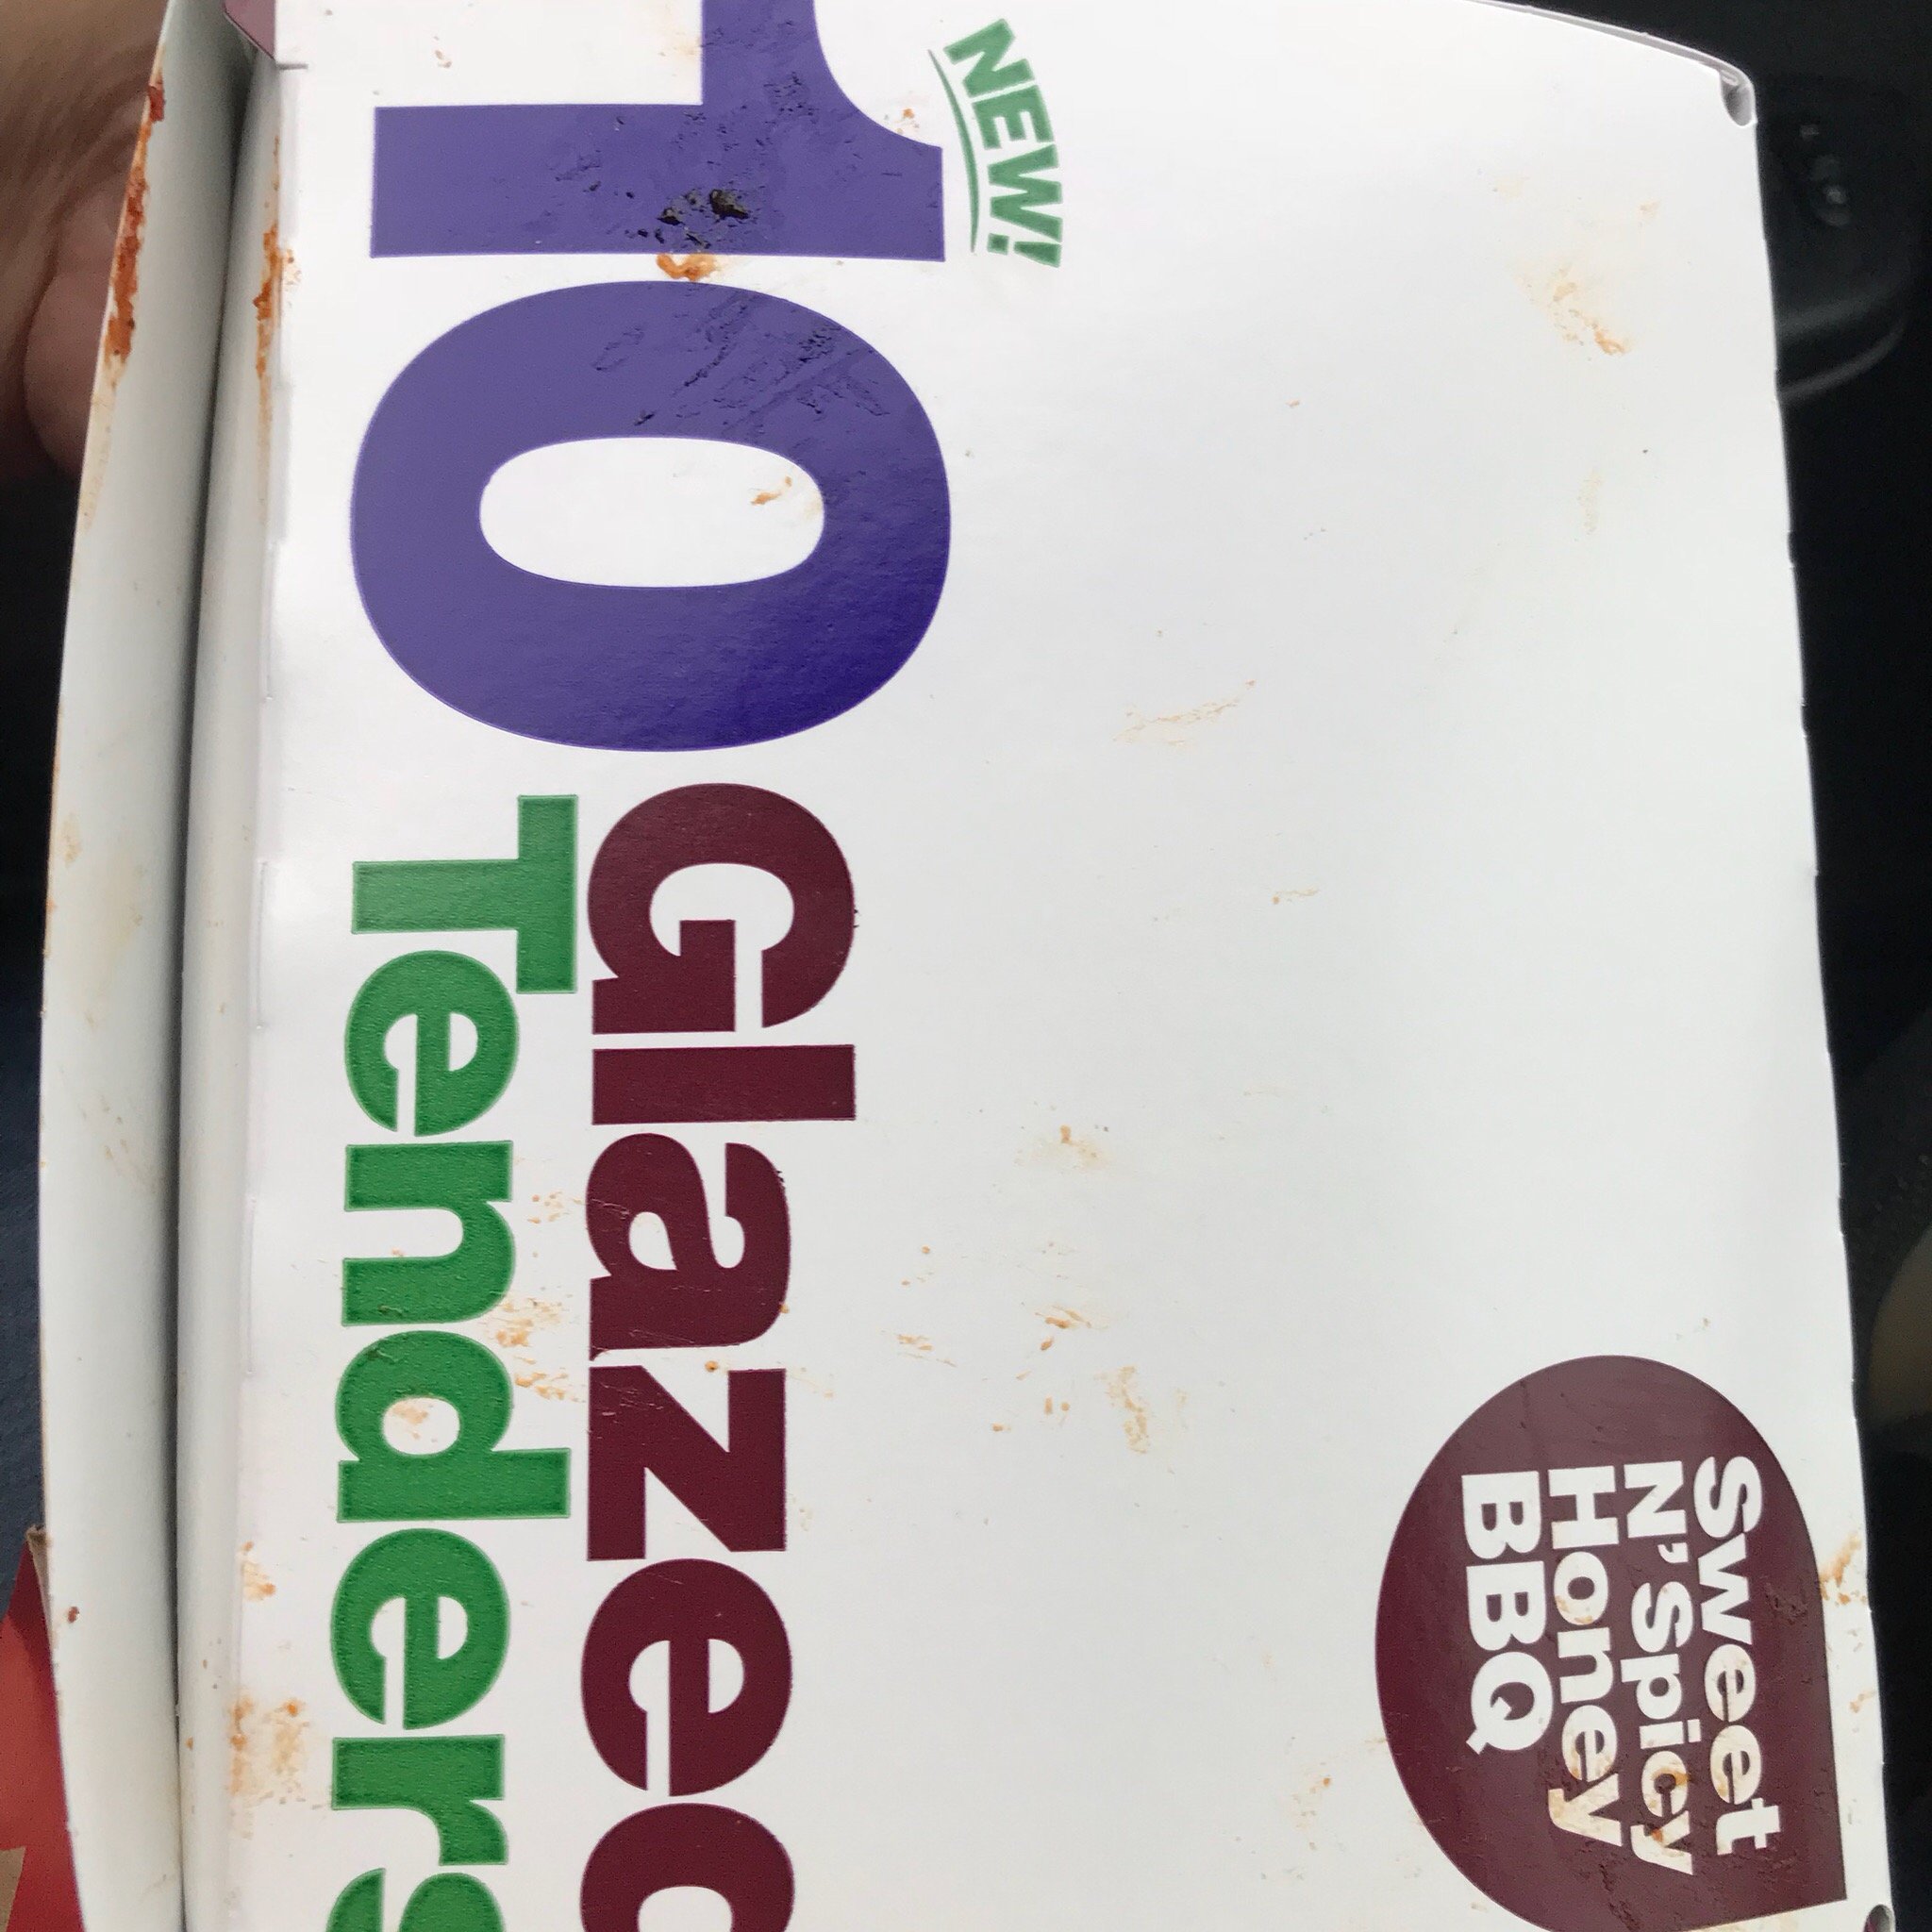 NEW!
10
Glazed
Tenders
Sweet
N'Spicy
Honey
BBQ